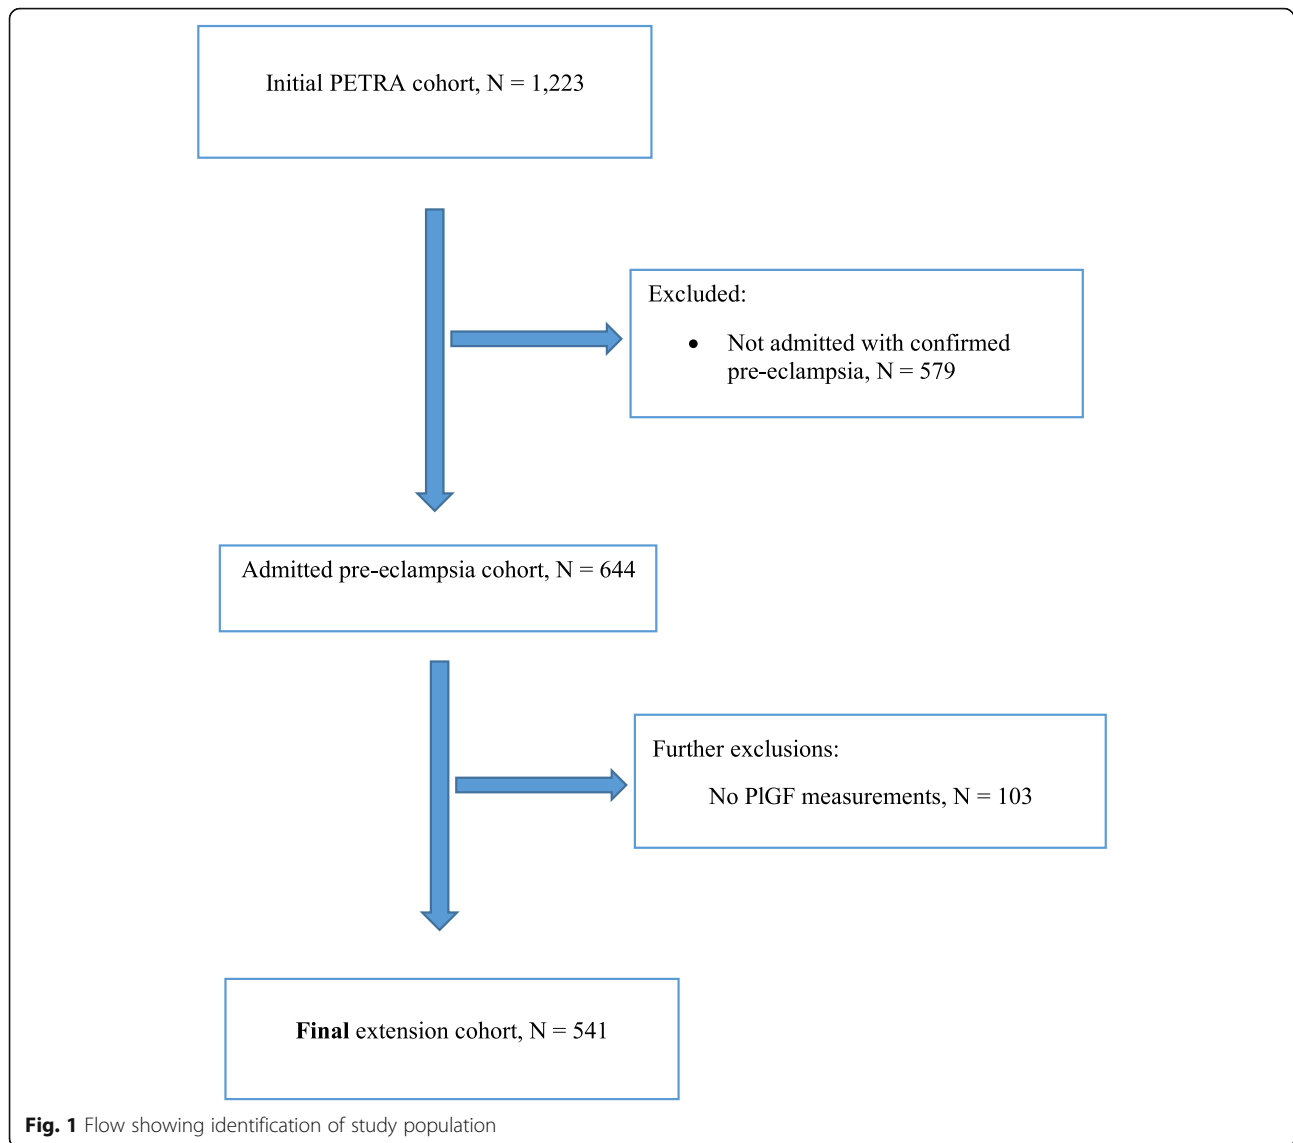 Initial PETRA cohort, N = 1,223
Excluded:
• Not admitted with confirmed
pre-eclampsia, N = 579
Admitted pre-eclampsia cohort, N = 644
Further exclusions:
No PlGF measurements, N = 103
Final extension cohort, N = 541
Fig. 1 Flow showing identification of study population